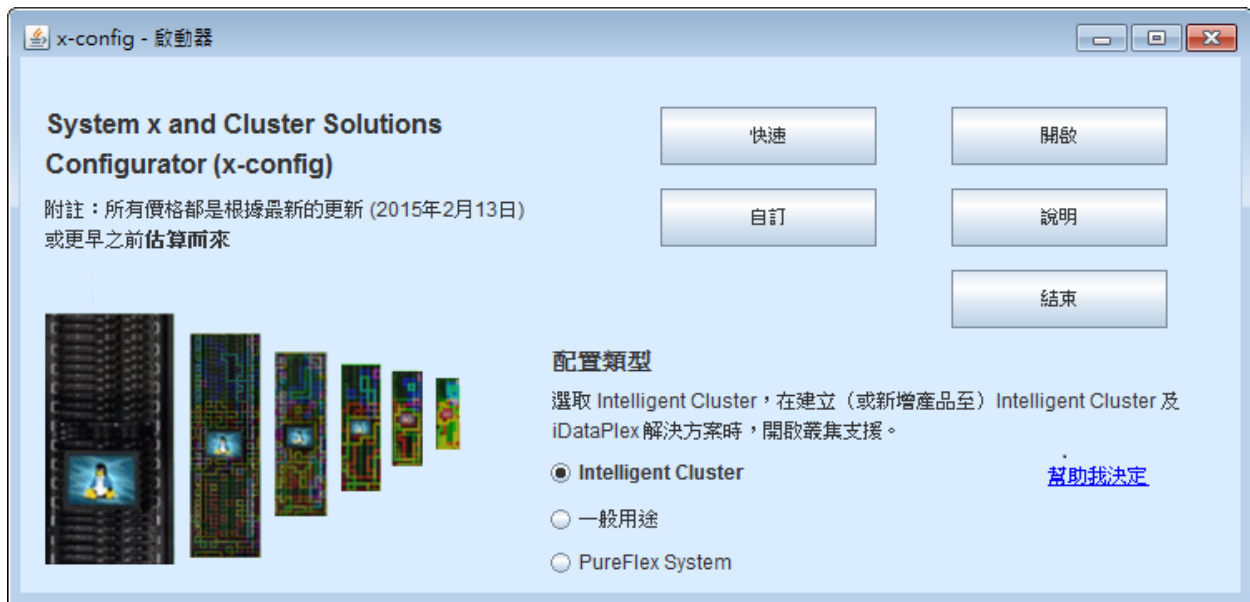 x-config - 啟動器
System x and Cluster Solutions
Configurator (x-config)
附註：所有價格都是根據最新的更新 (2015年2月13日)
或更早之前估算而來
快速
開啟
自訂
說明
結束
配置類型
選取 Intelligent Cluster，在建立（或新增產品至）Intelligent Cluster 及
iDataPlex 解決方案時，開啟叢集支援。
Intelligent Cluster
幫助我決定
一般用途
PureFlex System